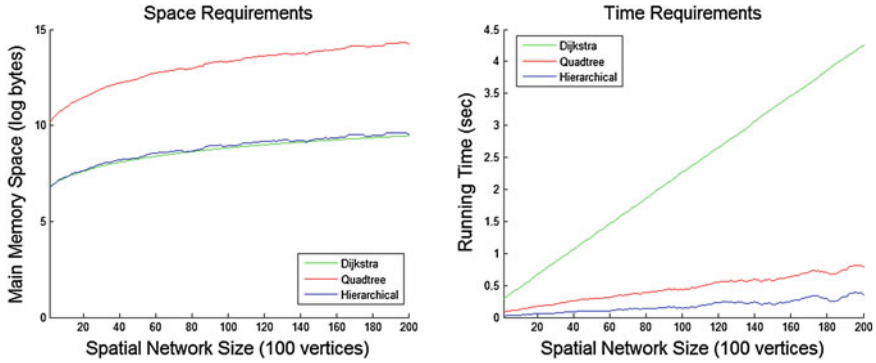 Space Requirements
Main Memory Space (log bytes)
15
10
5
0
Dijkstra
Quadtree
Hierarchical
20 40 60 80 100 120 140 160 180 200
Spatial Network Size (100 vertices)
Time Requirements
Running Time (sec)
4.5
4
3.5
3
2.5
2
1.5
1
0.5
0
Dijkstra
Quadtree
Hierarchical
20 40 60 80 100 120 140 160 180 200
Spatial Network Size (100 vertices)